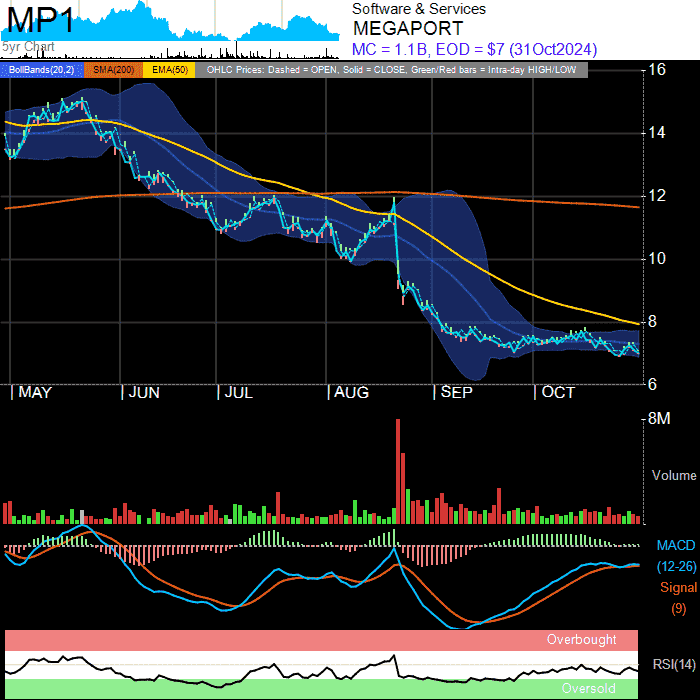 MP1
5yr Chart
Software & Services
MEGAPORT
MC = 1.1B, EOD = $7 (31Oct2024)
BollBands(20,2) SMA(200) EMA(50) OHLC Prices: Dashed = OPEN, Solid = CLOSE, Green/Red bars = Intra-day HIGH/LOW
16
14
12
10
8
6
MAY JUN JUL AUG SEP OCT
8M
Volume
MACD
(12-26)
Signal
(9)
Overbought
RSI(14)
Oversold